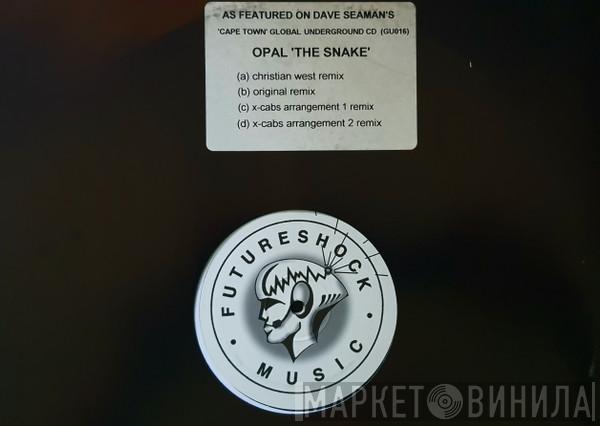 AS FEATURED ON DAVE SEAMAN'S
'CAPE TOWN' GLOBAL UNDERGROUND CD (GU016)
OPAL 'THE SNAKE'
(a) christian west remix
(b) original remix
(c) x-cabs arrangement 1 remix
(d) x-cabs arrangement 2 remix
FUTURESHOCK
• MUSIC •
МАРКЕТ ВИНИЛА